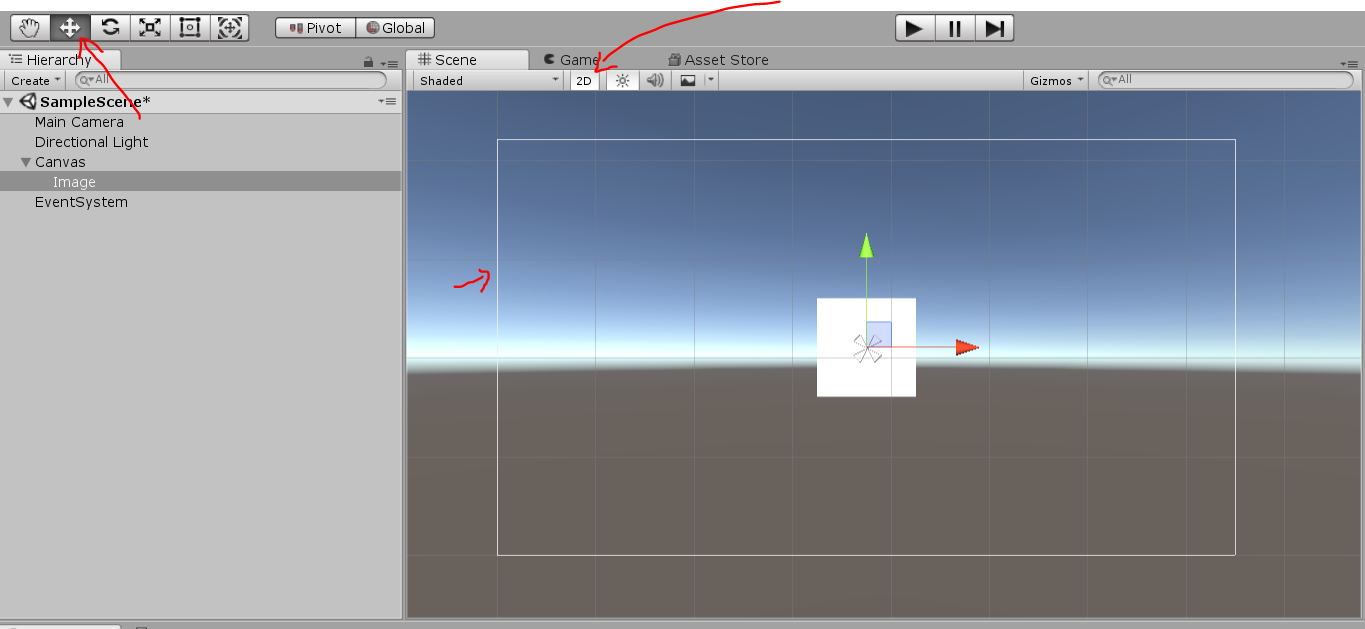 Pivot Global
Hierarchy Scene Game Asset Store
Create All Shaded 2D Gizmos All
SampleScene*
Main Camera
Directional Light
Canvas
Image
EventSystem